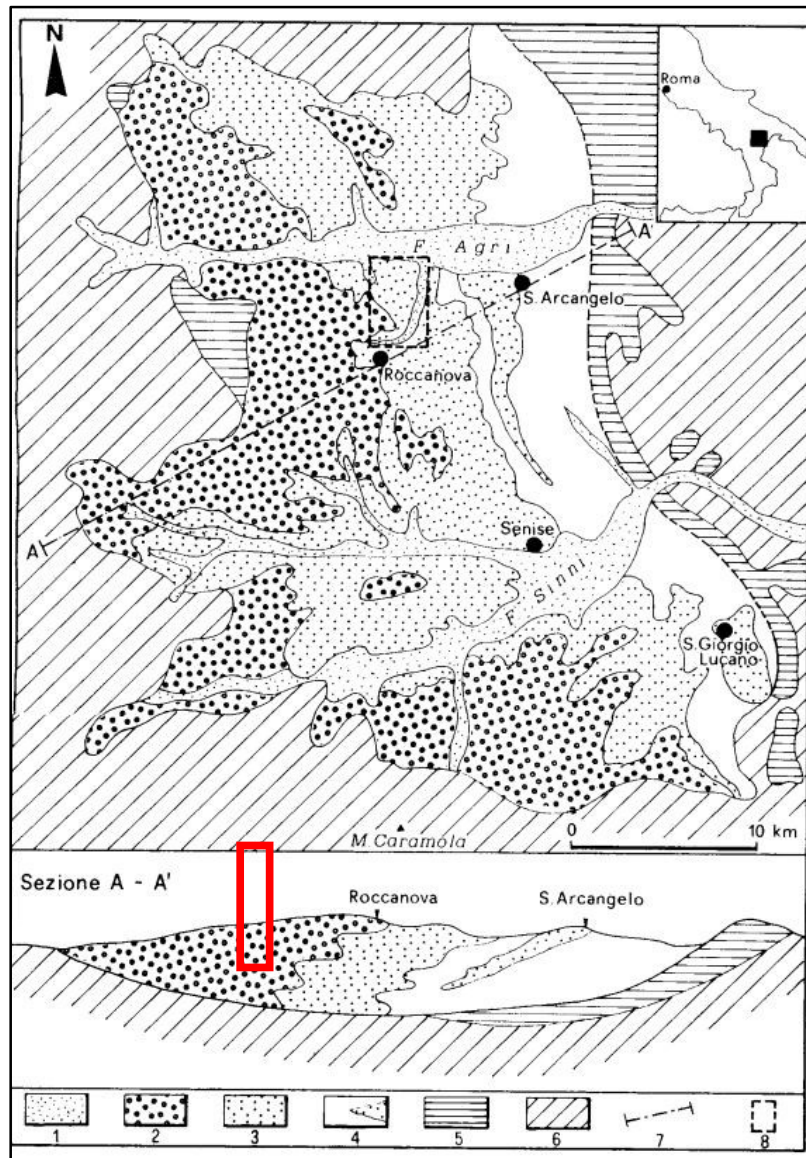 N
Roma
A'
F. Agri
S. Arcangelo
Roccanova
A
Senise
F. Sinni
S. Giorgio
Lucano
M. Caramola
0 10 km
Sezione A - A'
Roccanova
S. Arcangelo
1 2 3 4 5 6 7 8